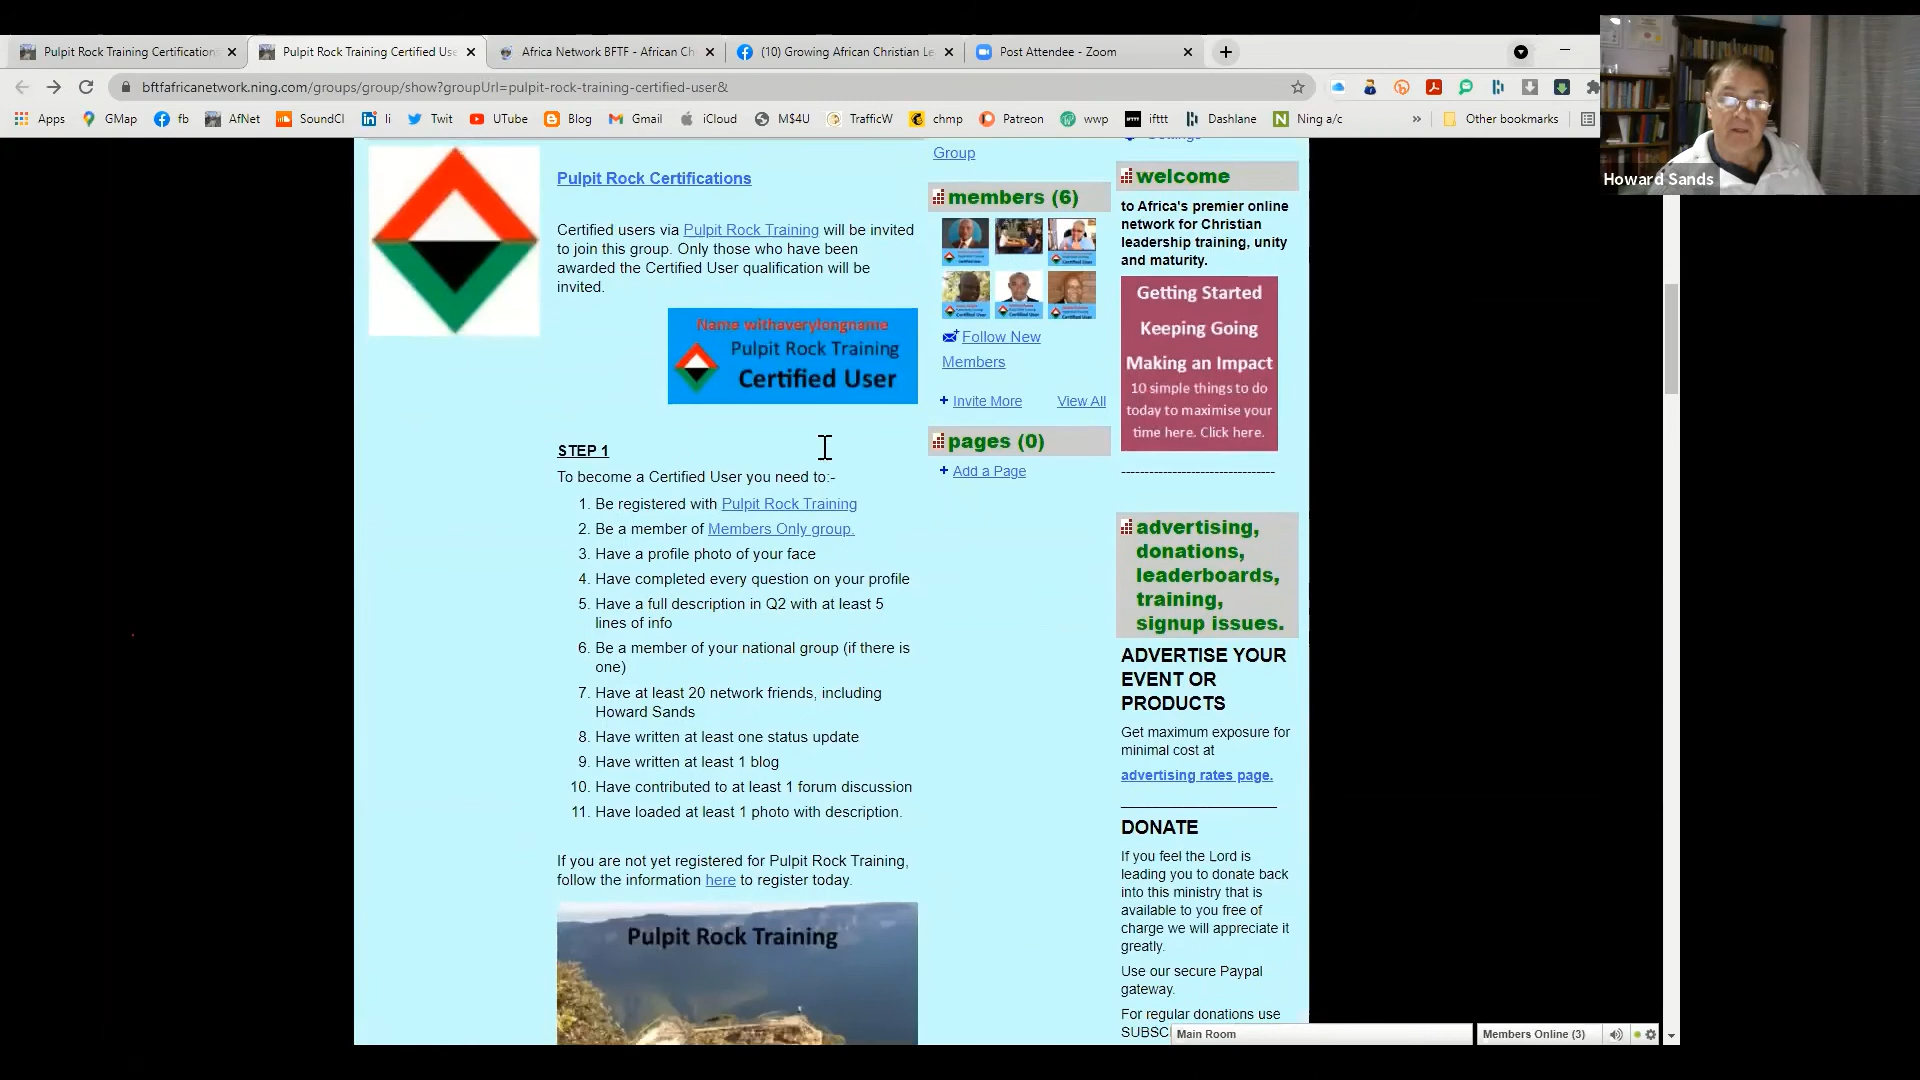 Pulpit Rock Training Certification
Pulpit Rock Training Certified Use
Africa Network BFTF - African Ch
(10) Growing African Christian Le
Post Attendee - Zoom
bftfafricanetwork.ning.com/groups/group/show?groupUrl=pulpit-rock-training-certified-user&
Apps
GMap
fb
AfNet
SoundCl
li
Twit
UTube
Blog
Gmail
iCloud
M$4U
TrafficW
chmp
Patreon
wwp
ifttt
Dashlane
Ning a/c
»
Other bookmarks
Howard Sands
Pulpit Rock Certifications
Certified users via Pulpit Rock Training will be invited
to join this group. Only those who have been
awarded the Certified User qualification will be
invited.
Name withaverylongname
Pulpit Rock Training
Certified User
STEP 1
To become a Certified User you need to:-
1. Be registered with Pulpit Rock Training
2. Be a member of Members Only group.
3. Have a profile photo of your face
4. Have completed every question on your profile
5. Have a full description in Q2 with at least 5
lines of info
6. Be a member of your national group (if there is
one)
7. Have at least 20 network friends, including
Howard Sands
8. Have written at least one status update
9. Have written at least 1 blog
10. Have contributed to at least 1 forum discussion
11. Have loaded at least 1 photo with description.
If you are not yet registered for Pulpit Rock Training,
follow the information here to register today.
Pulpit Rock Training
Group
members (6)
Follow New
Members
+ Invite More
View All
pages (0)
+ Add a Page
welcome
to Africa's premier online
network for Christian
leadership training, unity
and maturity.
Getting Started
Keeping Going
Making an Impact
10 simple things to do
today to maximise your
time here. Click here.
advertising,
donations,
leaderboards,
training,
signup issues.
ADVERTISE YOUR
EVENT OR
PRODUCTS
Get maximum exposure for
minimal cost at
advertising rates page.
DONATE
If you feel the Lord is
leading you to donate back
into this ministry that is
available to you free of
charge we will appreciate it
greatly.
Use our secure Paypal
gateway.
For regular donations use
SUBSC
Main Room
Members Online (3)